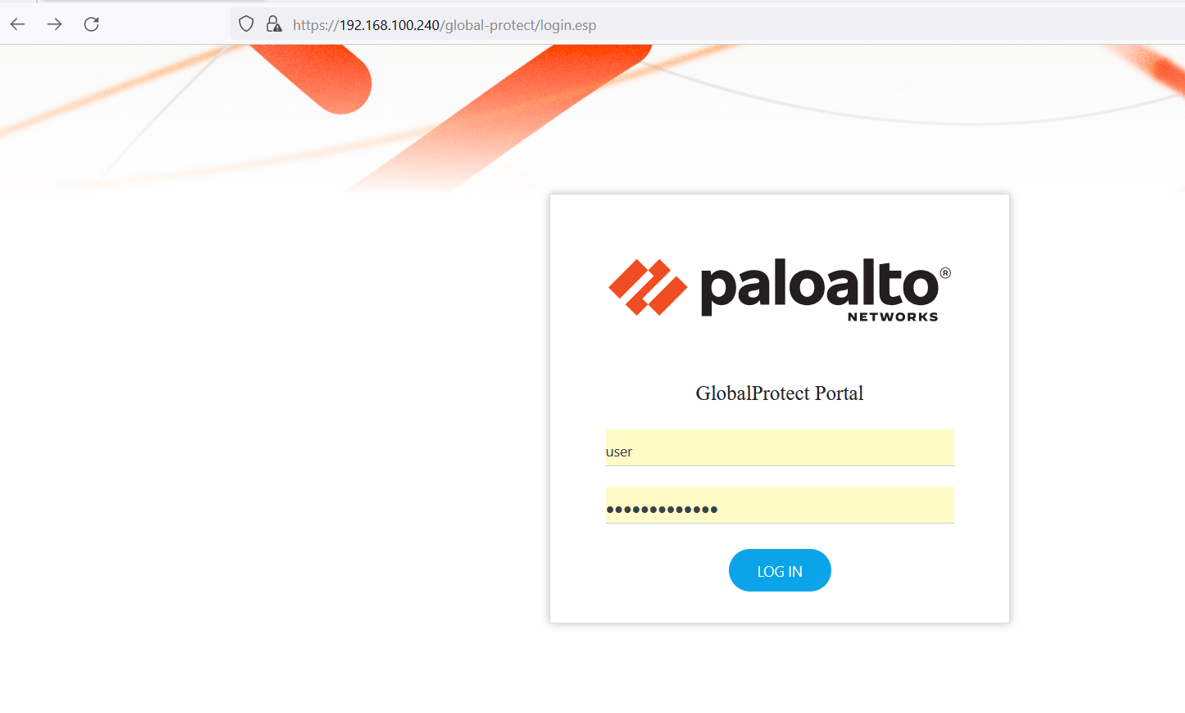 https://192.168.100.240/global-protect/login.esp
paloalto®
NETWORKS
GlobalProtect Portal
user
•••••••••••••
LOG IN